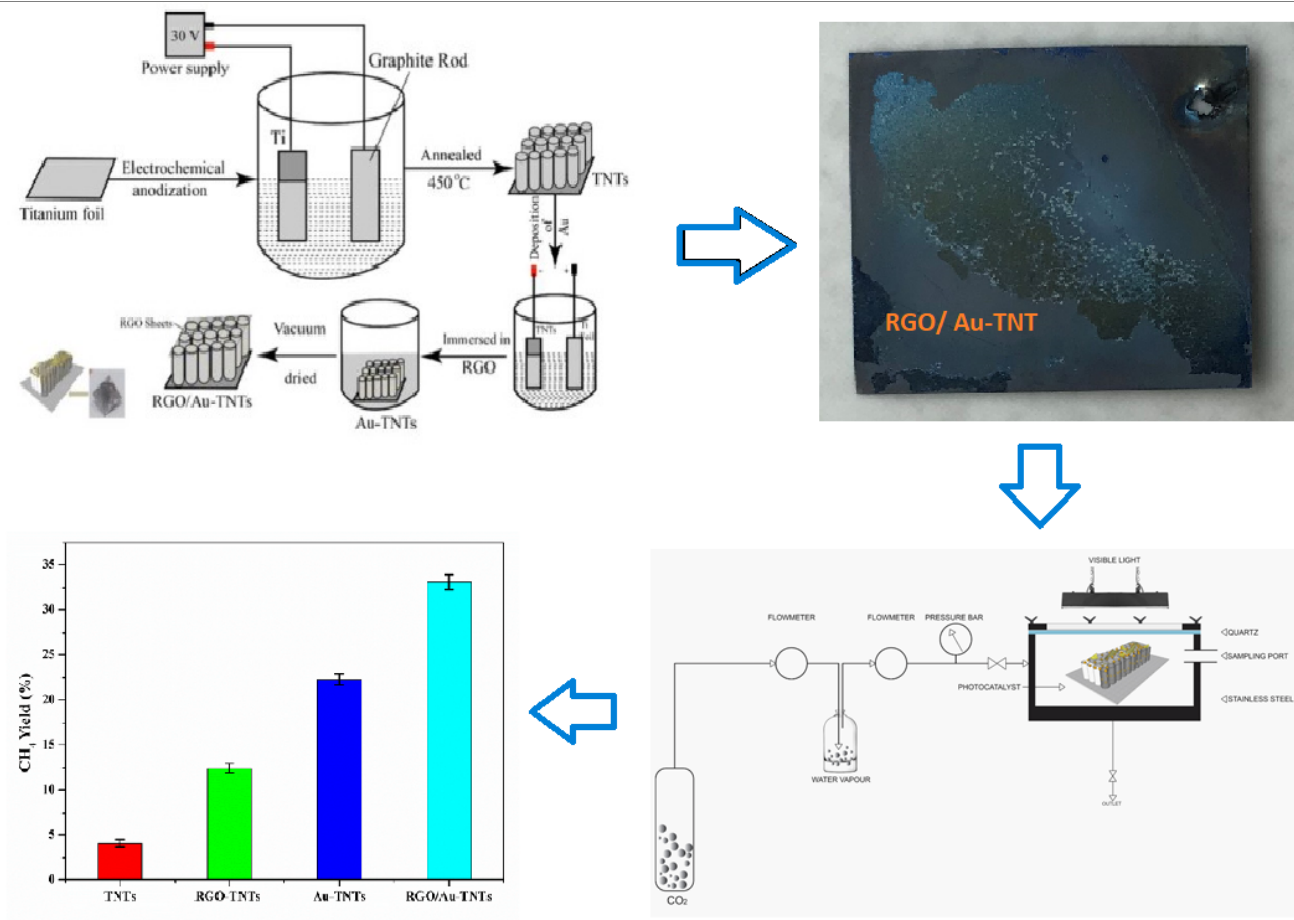 30 V
Power supply
Graphite Rod
Ti
Electrochemical
anodization
Titanium foil
Annealed
450°C
TNTs
Deposition
of
Au
-
+
TNTs
Ti
Foil
Immersed in
RGO
Au-TNTs
Vacuum
dried
RGO Sheets
RGO/Au-TNTs
RGO/ Au-TNT
VISIBLE LIGHT
FLOWMETER
FLOWMETER
PRESSURE BAR
QUARTZ
SAMPLING PORT
PHOTOCATALYST
STAINLESS STEEL
WATER VAPOUR
OUTLET
CO₂
CH₄ Yield (%)
35
30
25
20
15
10
5
0
TNTs
RGO-TNTs
Au-TNTs
RGO/Au-TNTs